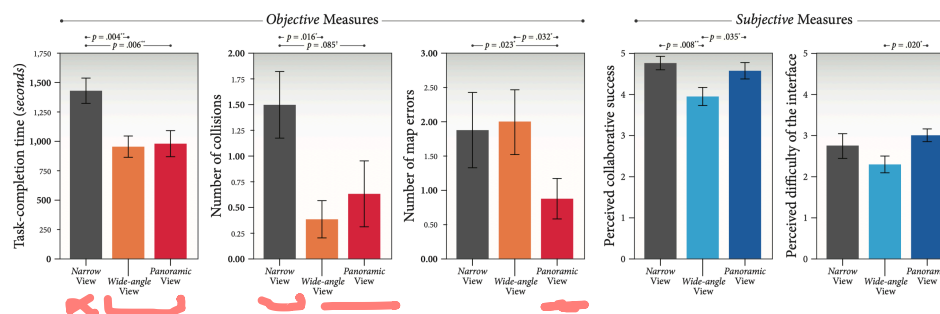 Objective Measures
Subjective Measures
p = .004**
p = .006**
p = .016*
p = .085†
p = .032*
p = .023*
p = .008**
p = .035*
p = .020*
Task-completion time (seconds)
1,750
1,500
1,250
1,000
750
500
250
0
Narrow View
Wide-angle View
Panoramic View
Number of collisions
2.00
1.75
1.50
1.25
1.00
0.75
0.50
0.25
0.00
Narrow View
Wide-angle View
Panoramic View
Number of map errors
3.00
2.50
2.00
1.50
1.00
0.50
0.00
Narrow View
Wide-angle View
Panoramic View
Perceived collaborative success
5
4
3
2
1
0
Narrow View
Wide-angle View
Panoramic View
Perceived difficulty of the interface
5
4
3
2
1
0
Narrow View
Wide-angle View
Panoram
View